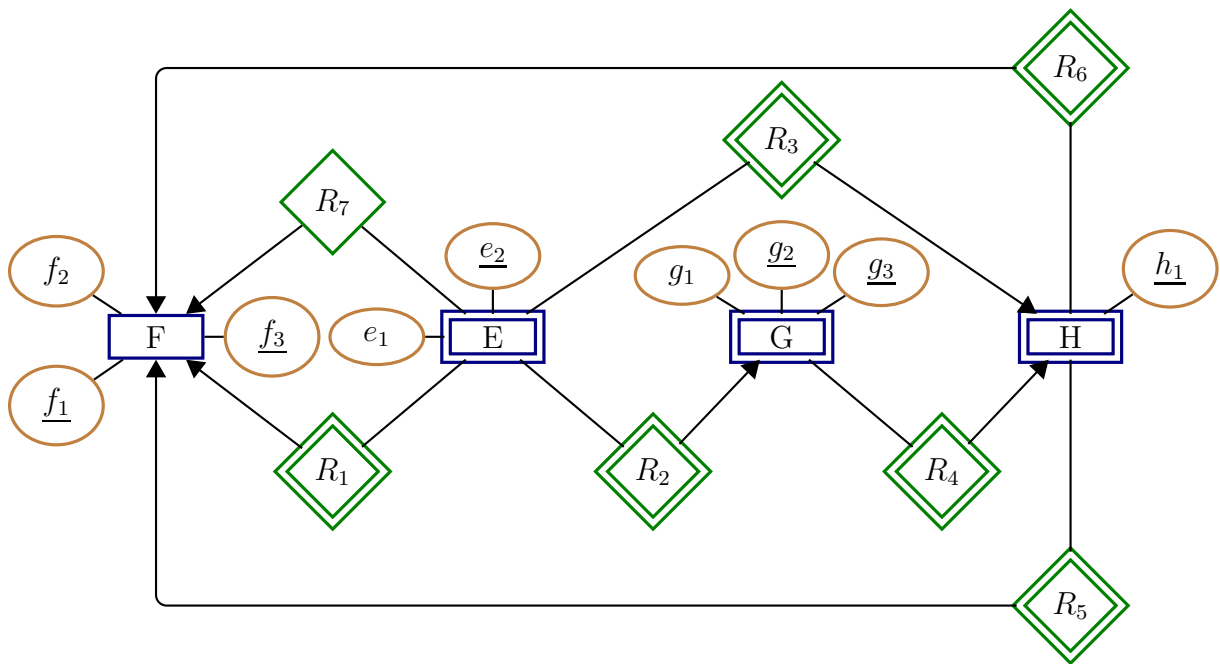 R₆
R₃
R₇
f₂
e₂
g₁
g₂
g₃
h₁
F
f₃
e₁
E
G
H
f₁
R₁
R₂
R₄
R₅